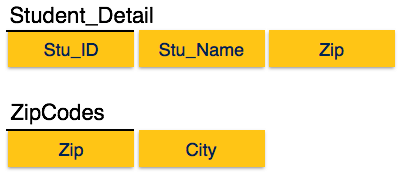 Student_Detail
Stu_ID Stu_Name Zip
ZipCodes
Zip City